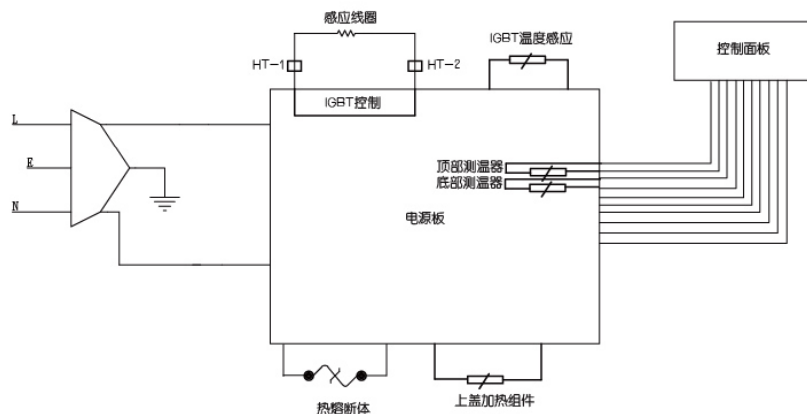 感应线圈
HT-1
HT-2
IGBT控制
IGBT温度感应
控制面板
L
E
N
顶部测温器
底部测温器
电源板
热熔断体
上盖加热组件